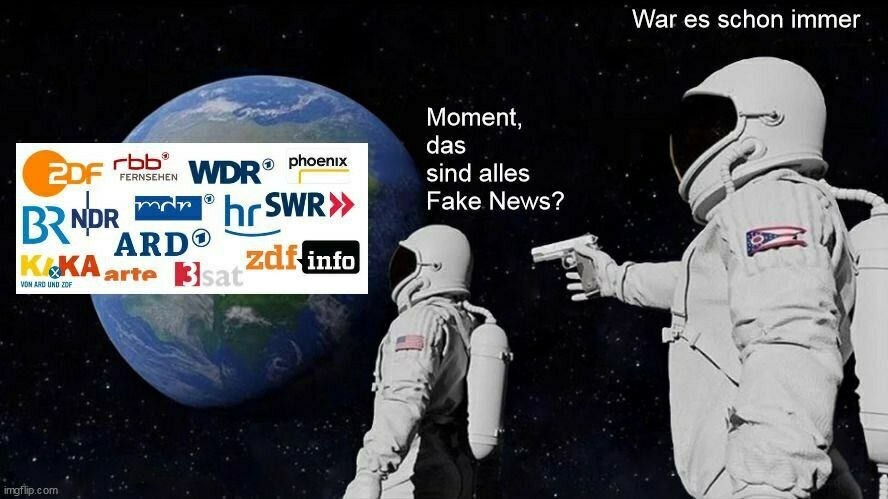 War es schon immer
Moment,
das
sind alles
Fake News?
ZDF rbb FERNSEHEN WDR phoenix
BR NDR mdr hr SWR
ARD
KiKA arte 3sat zdf info
VON ARD UND ZDF
imgflip.com